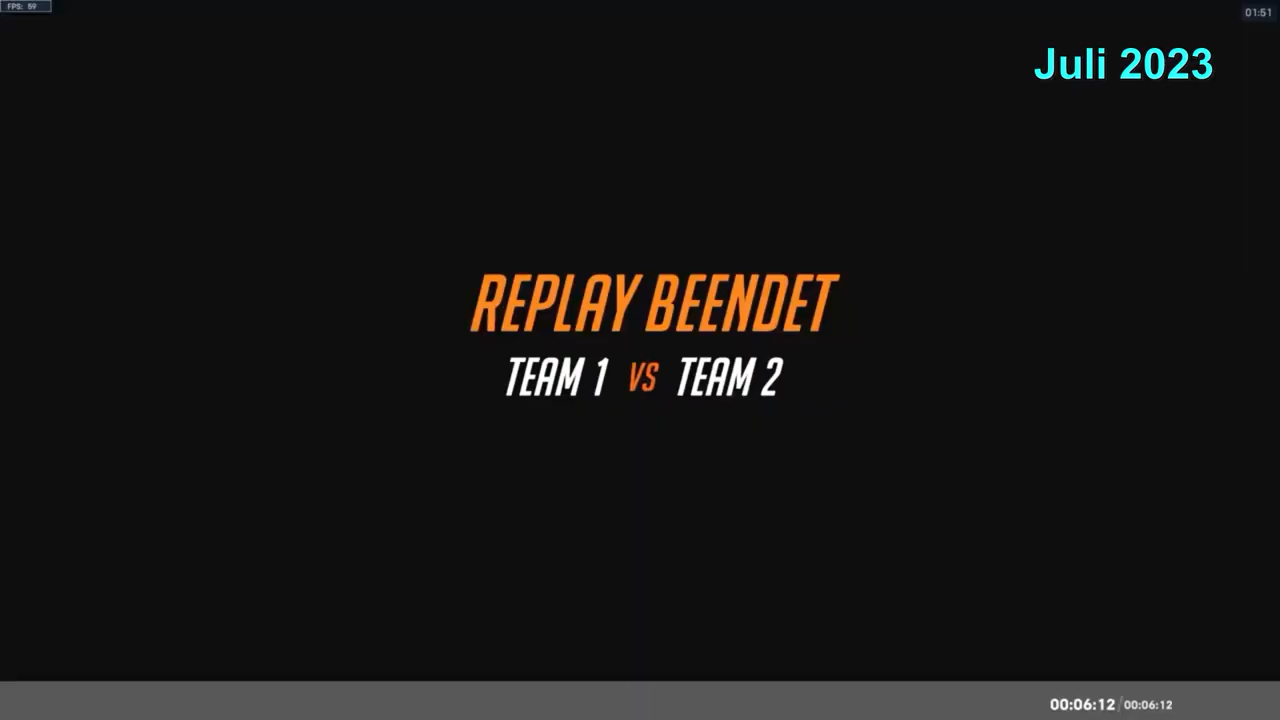 FPS: 59
01:51
Juli 2023
REPLAY BEENDET
TEAM 1 VS TEAM 2
00:06:12/00:06:12